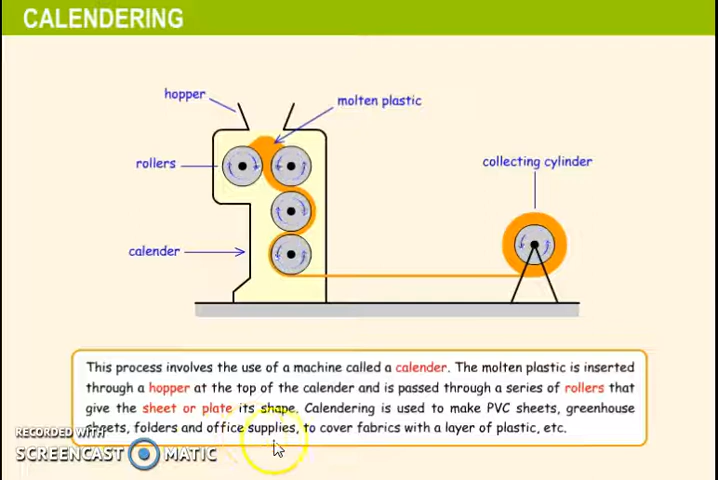 CALENDERING
hopper
molten plastic
rollers
collecting cylinder
calender
This process involves the use of a machine called a calender. The molten plastic is inserted
through a hopper at the top of the calender and is passed through a series of rollers that
give the sheet or plate its shape. Calendering is used to make PVC sheets, greenhouse
sheets, folders and office supplies, to cover fabrics with a layer of plastic, etc.
RECORDED WITH
SCREENCAST MATIC